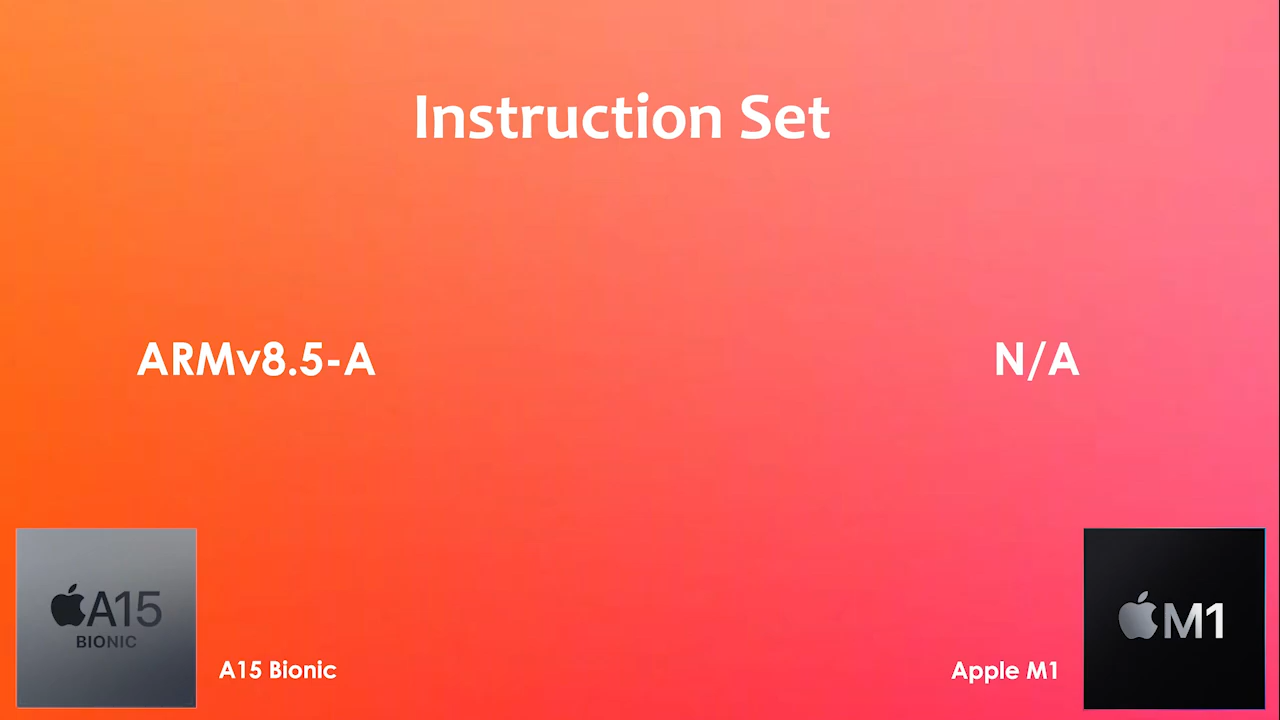 Instruction Set
ARMv8.5-A
N/A
A15
BIONIC
A15 Bionic
Apple M1
M1